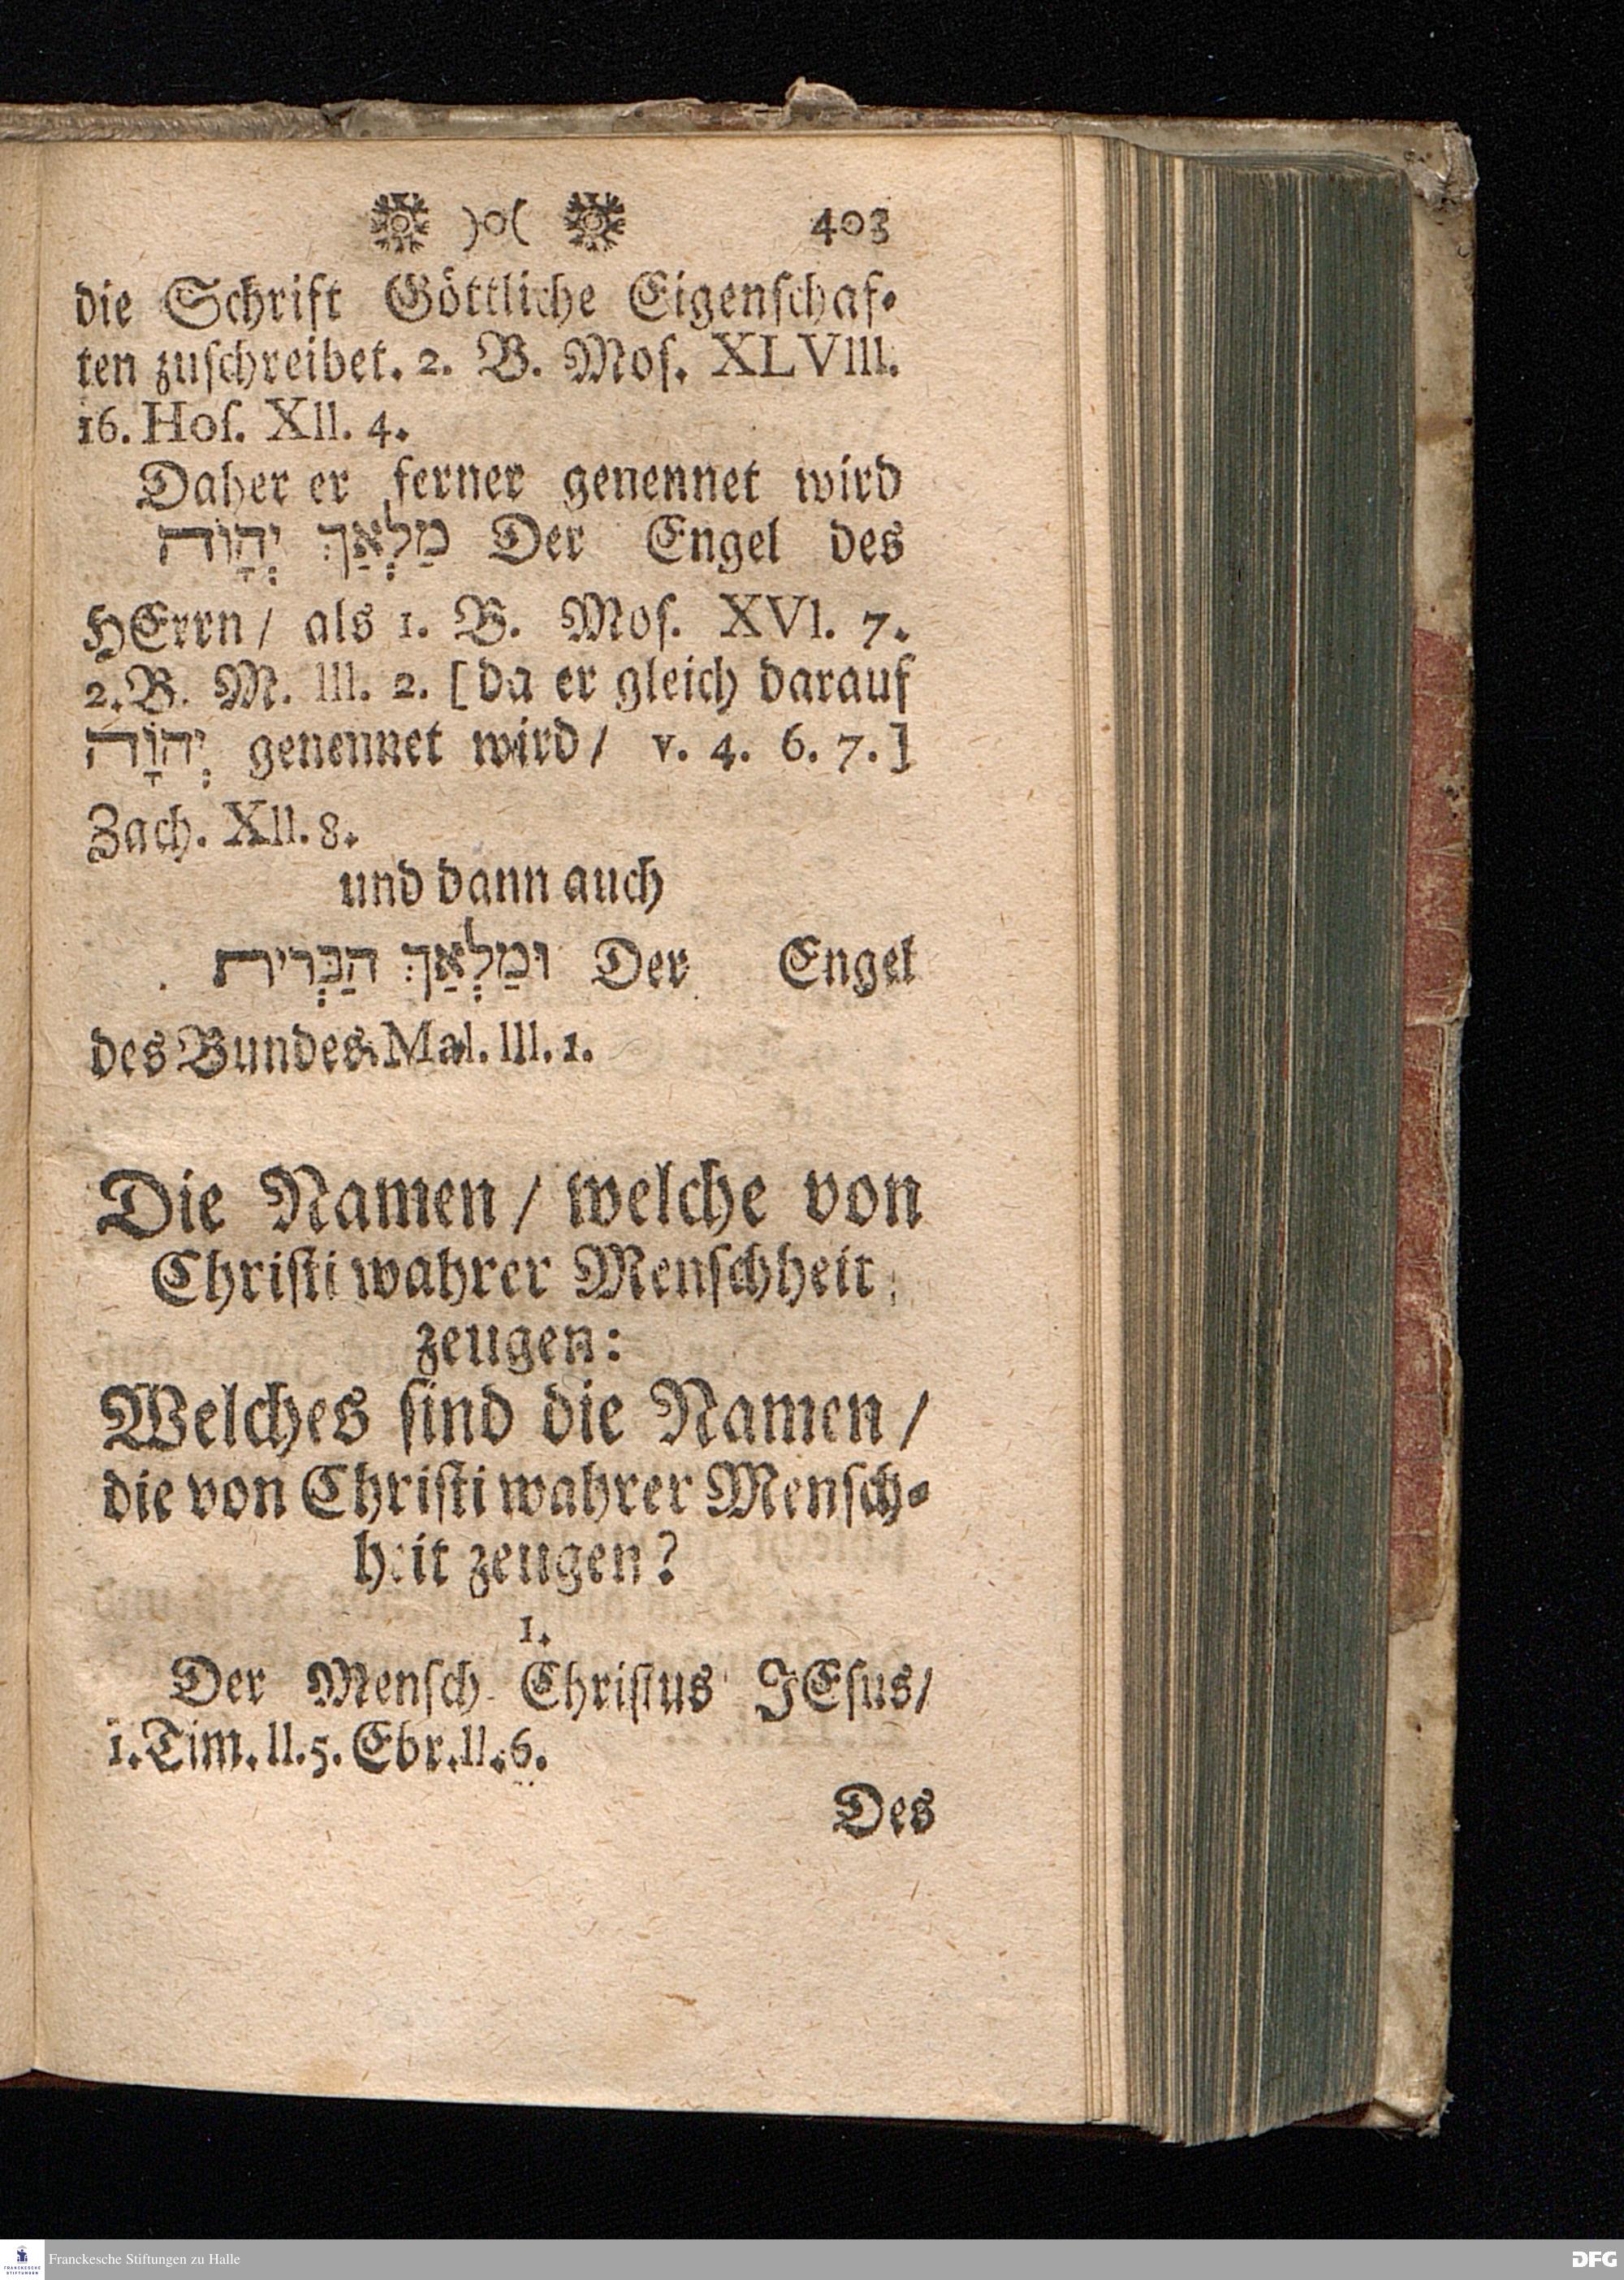 )o( 403
die Schrift Göttliche Eigenschaf-
ten zuschreibet. 2. B. Mos. XLVIII.
16. Hos. XII. 4.
Daher er ferner genennet wird
מַלְאַךְ יְהוָֹה Der Engel des
HErrn / als 1. B. Mos. XVI. 7.
2. B. M. III. 2. [da er gleich darauf
יְהוָֹה genennet wird / v. 4. 6. 7.]
Zach. XII. 8.
und dann auch
וּמַלְאַךְ הַבְּרִית Der Engel
des Bundes. Mal. III. 1.
Die Namen / welche von
Christi wahrer Menschheit
zeugen:
Welches sind die Namen /
die von Christi wahrer Mensch-
heit zeugen?
1.
Der Mensch Christus JEsus /
1. Tim. II. 5. Ebr. II. 6.
Des
Franckesche Stiftungen zu Halle
DFG